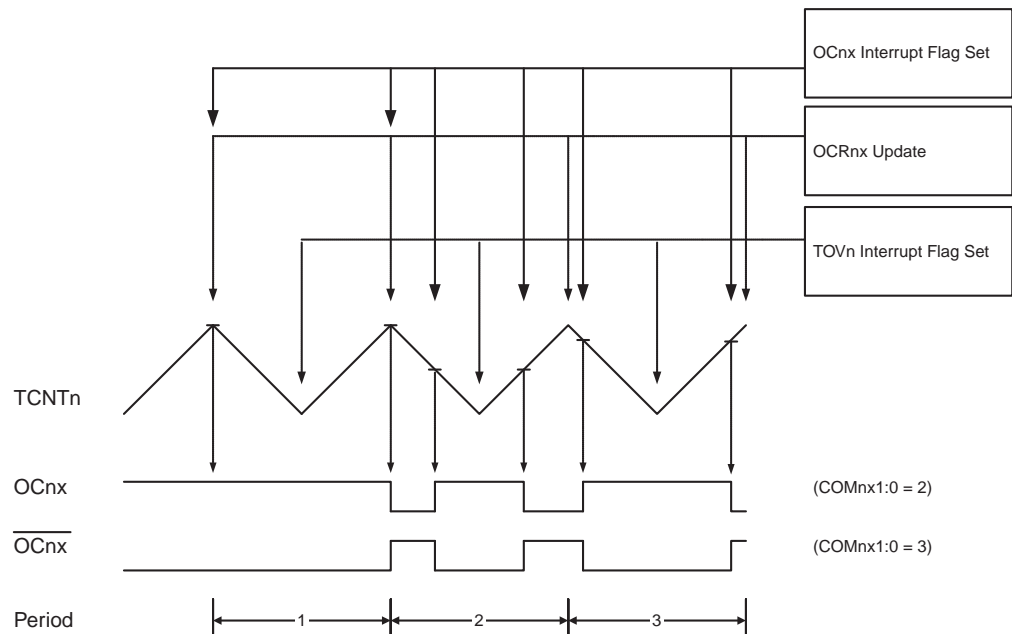 OCnx Interrupt Flag Set
OCRnx Update
TOVn Interrupt Flag Set
TCNTn
OCnx
(COMnx1:0 = 2)
OCnx
(COMnx1:0 = 3)
Period
1
2
3